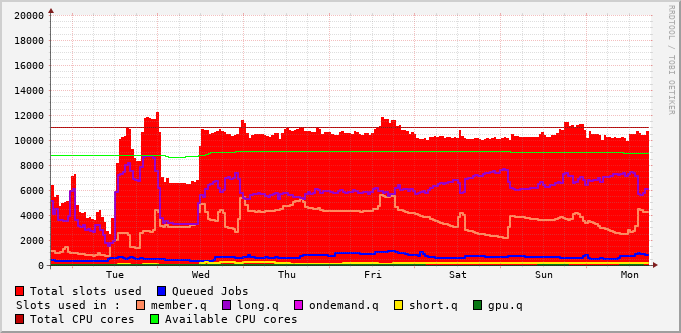 RRDTOOL / TOBI OETIKER
20000
18000
16000
14000
12000
10000
8000
6000
4000
2000
0
Tue Wed Thu Fri Sat Sun Mon
Total slots used Queued Jobs
Slots used in : member.q long.q ondemand.q short.q gpu.q
Total CPU cores Available CPU cores